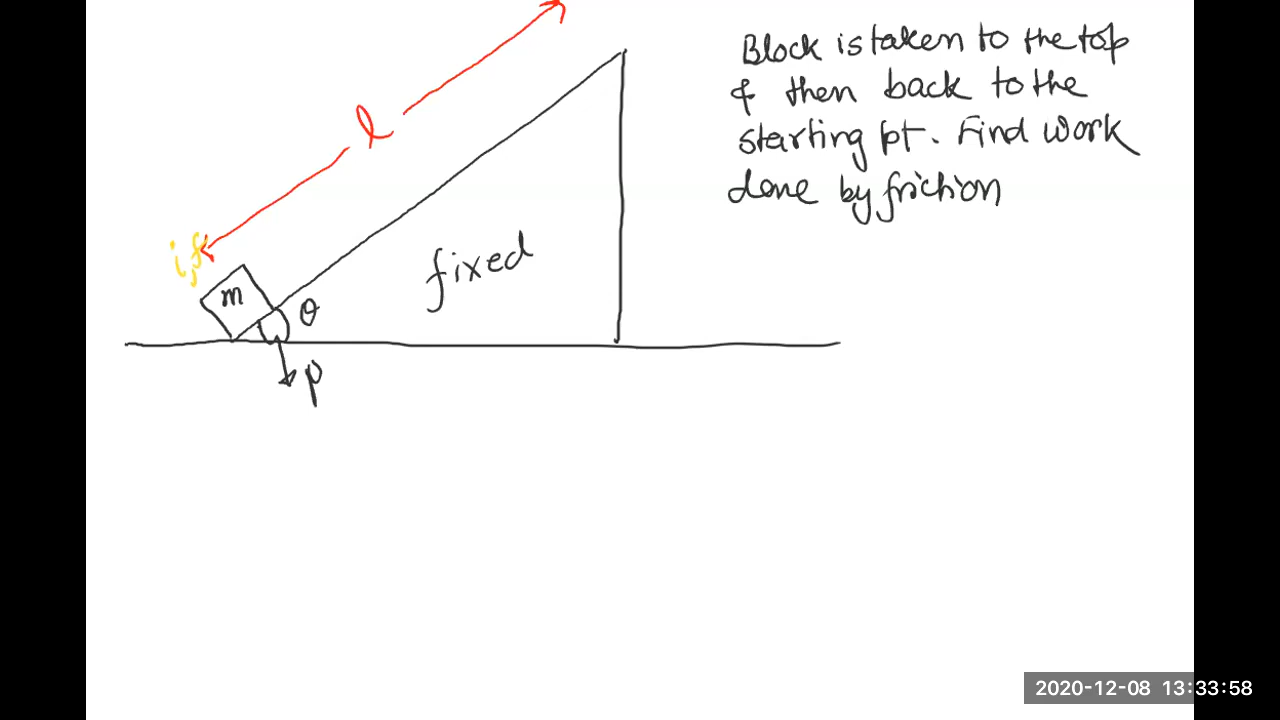 Block is taken to the top
& then back to the
starting pt. Find work
done by friction
l
i,f
m
θ
fixed
μ
2020-12-08 13:33:58